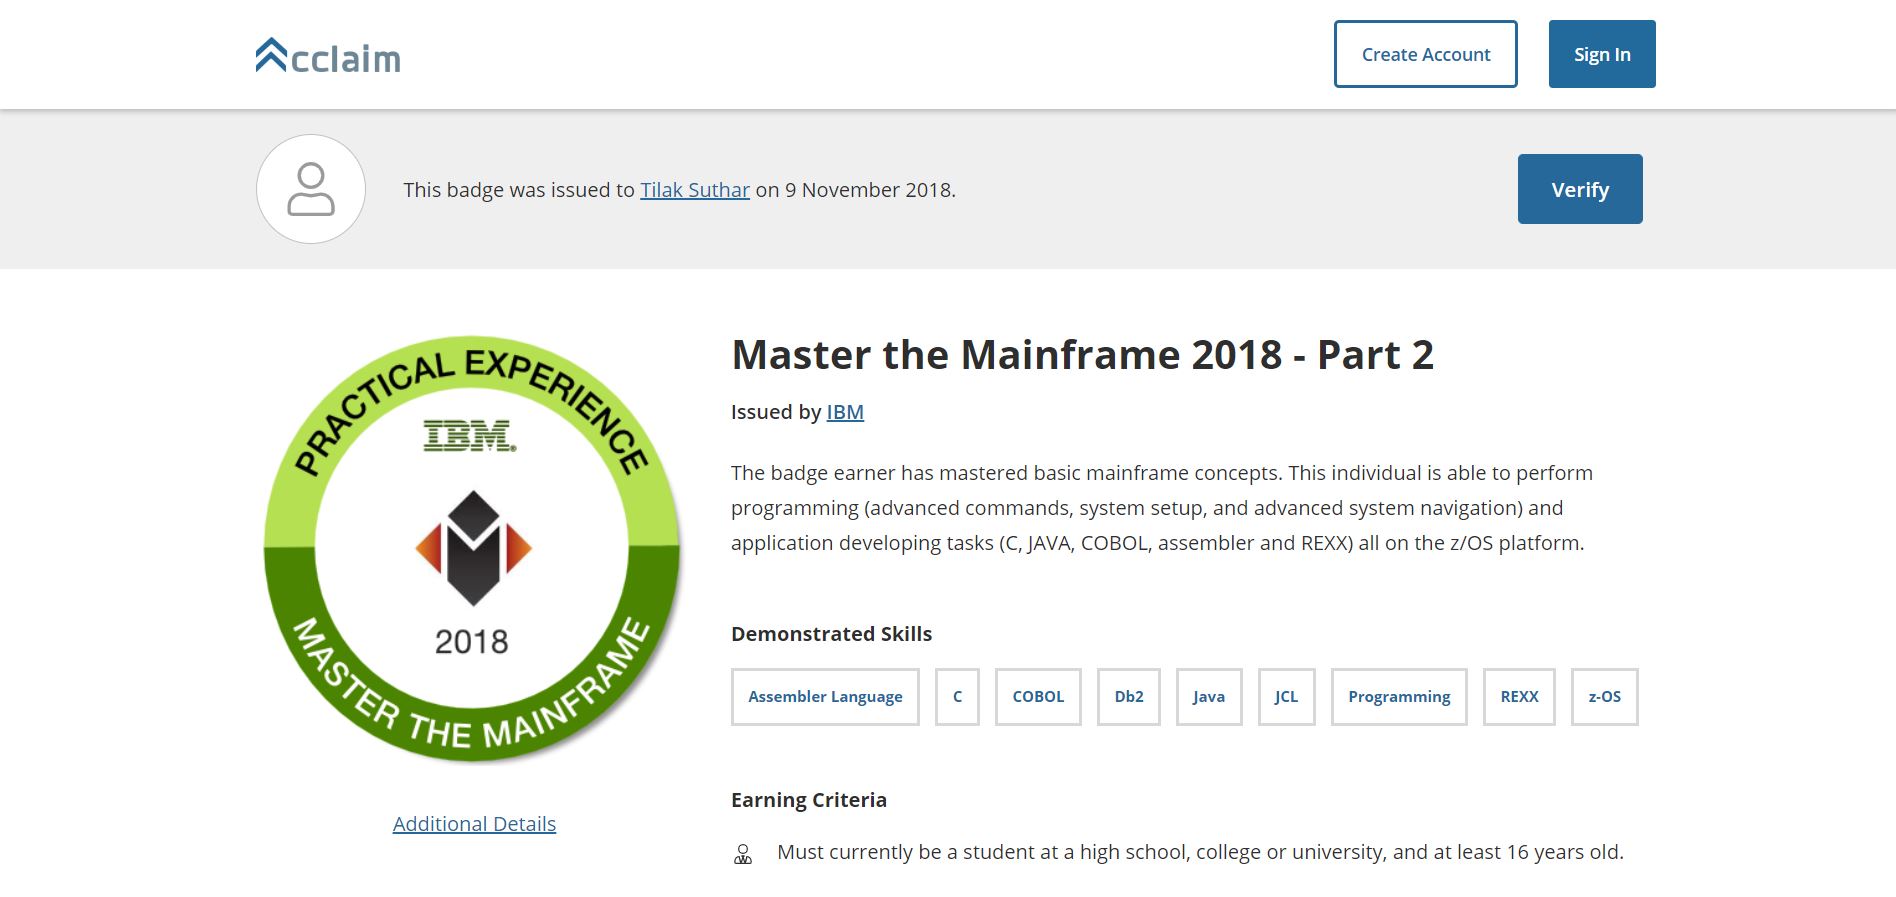 Acclaim
Create Account
Sign In
This badge was issued to Tilak Suthar on 9 November 2018.
Verify
PRACTICAL EXPERIENCE
IBM®
2018
MASTER THE MAINFRAME
Additional Details
Master the Mainframe 2018 - Part 2
Issued by IBM
The badge earner has mastered basic mainframe concepts. This individual is able to perform
programming (advanced commands, system setup, and advanced system navigation) and
application developing tasks (C, JAVA, COBOL, assembler and REXX) all on the z/OS platform.
Demonstrated Skills
Assembler Language
C
COBOL
Db2
Java
JCL
Programming
REXX
z-OS
Earning Criteria
Must currently be a student at a high school, college or university, and at least 16 years old.